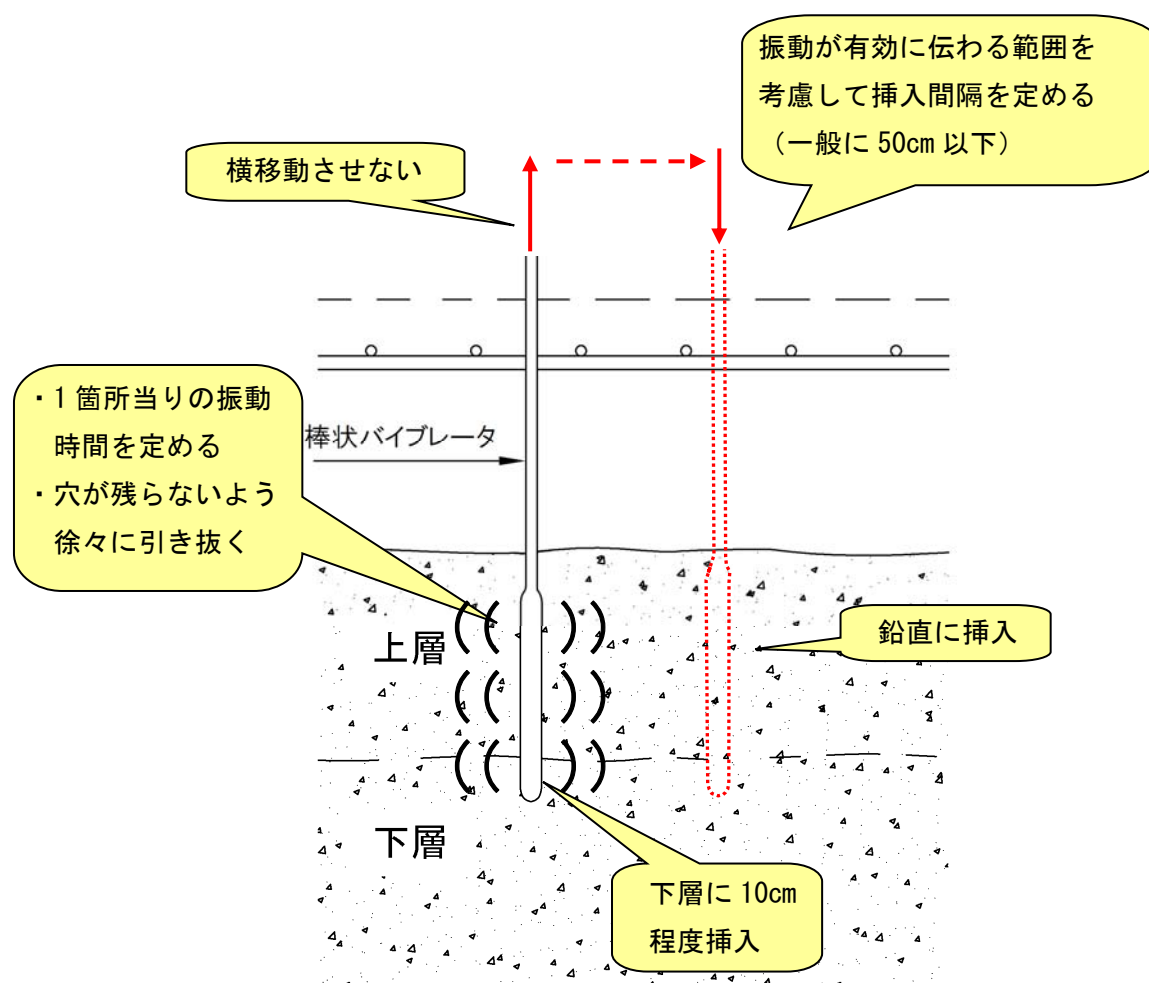 振動が有効に伝わる範囲を
考慮して挿入間隔を定める
（一般に 50cm 以下）
横移動させない
・1 箇所当りの振動
時間を定める
・穴が残らないよう
徐々に引き抜く
棒状バイブレータ
上層
鉛直に挿入
下層
下層に 10cm
程度挿入